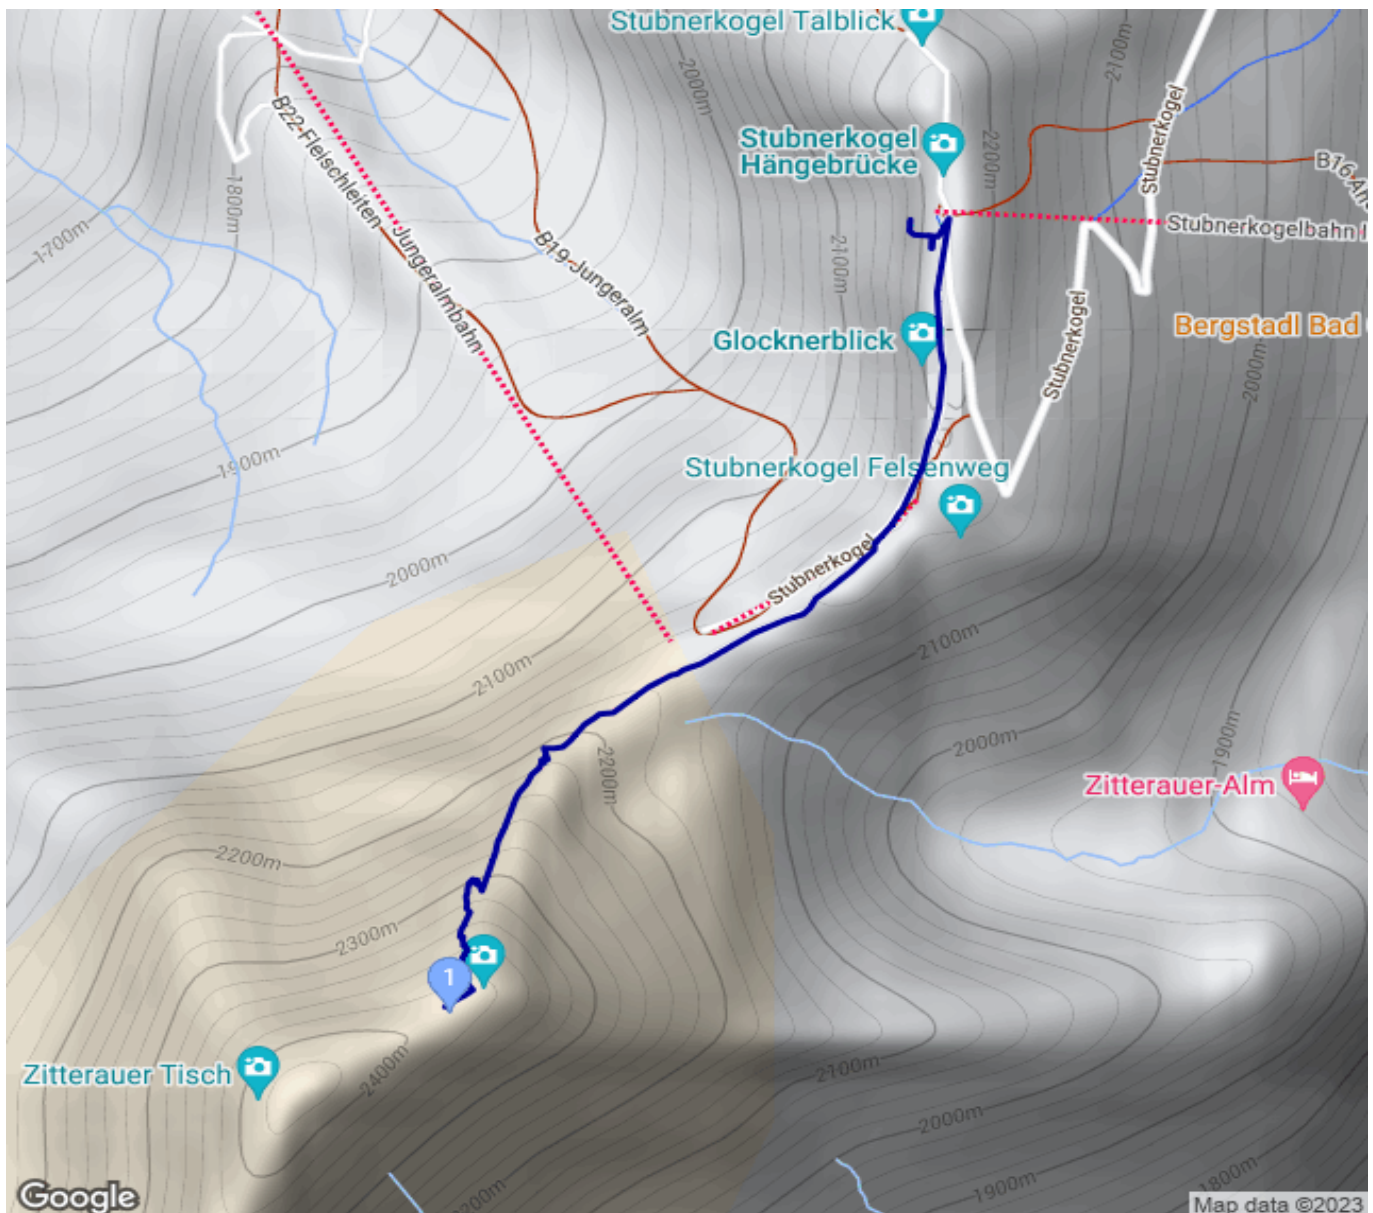 Stubnerkogel Talblick
2000m
2100m
Stubnerkogel
Hängebrücke
2200m
Stubnerkogel
B22 Fleischleiten
1800m
B16
Jungeralmbahn
1700m
B19 Jungeralm
2100m
Stubnerkogelbahn
Glocknerblick
Stubnerkogel
Bergstadl Bad
2000m
1900m
Stubnerkogel Felsenweg
2000m
Stubnerkogel
2100m
2100m
2000m
1900m
2200m
Zitterauer-Alm
2200m
2300m
1
2400m
Zitterauer Tisch
2100m
2000m
1900m
1800m
Google
Map data ©2023